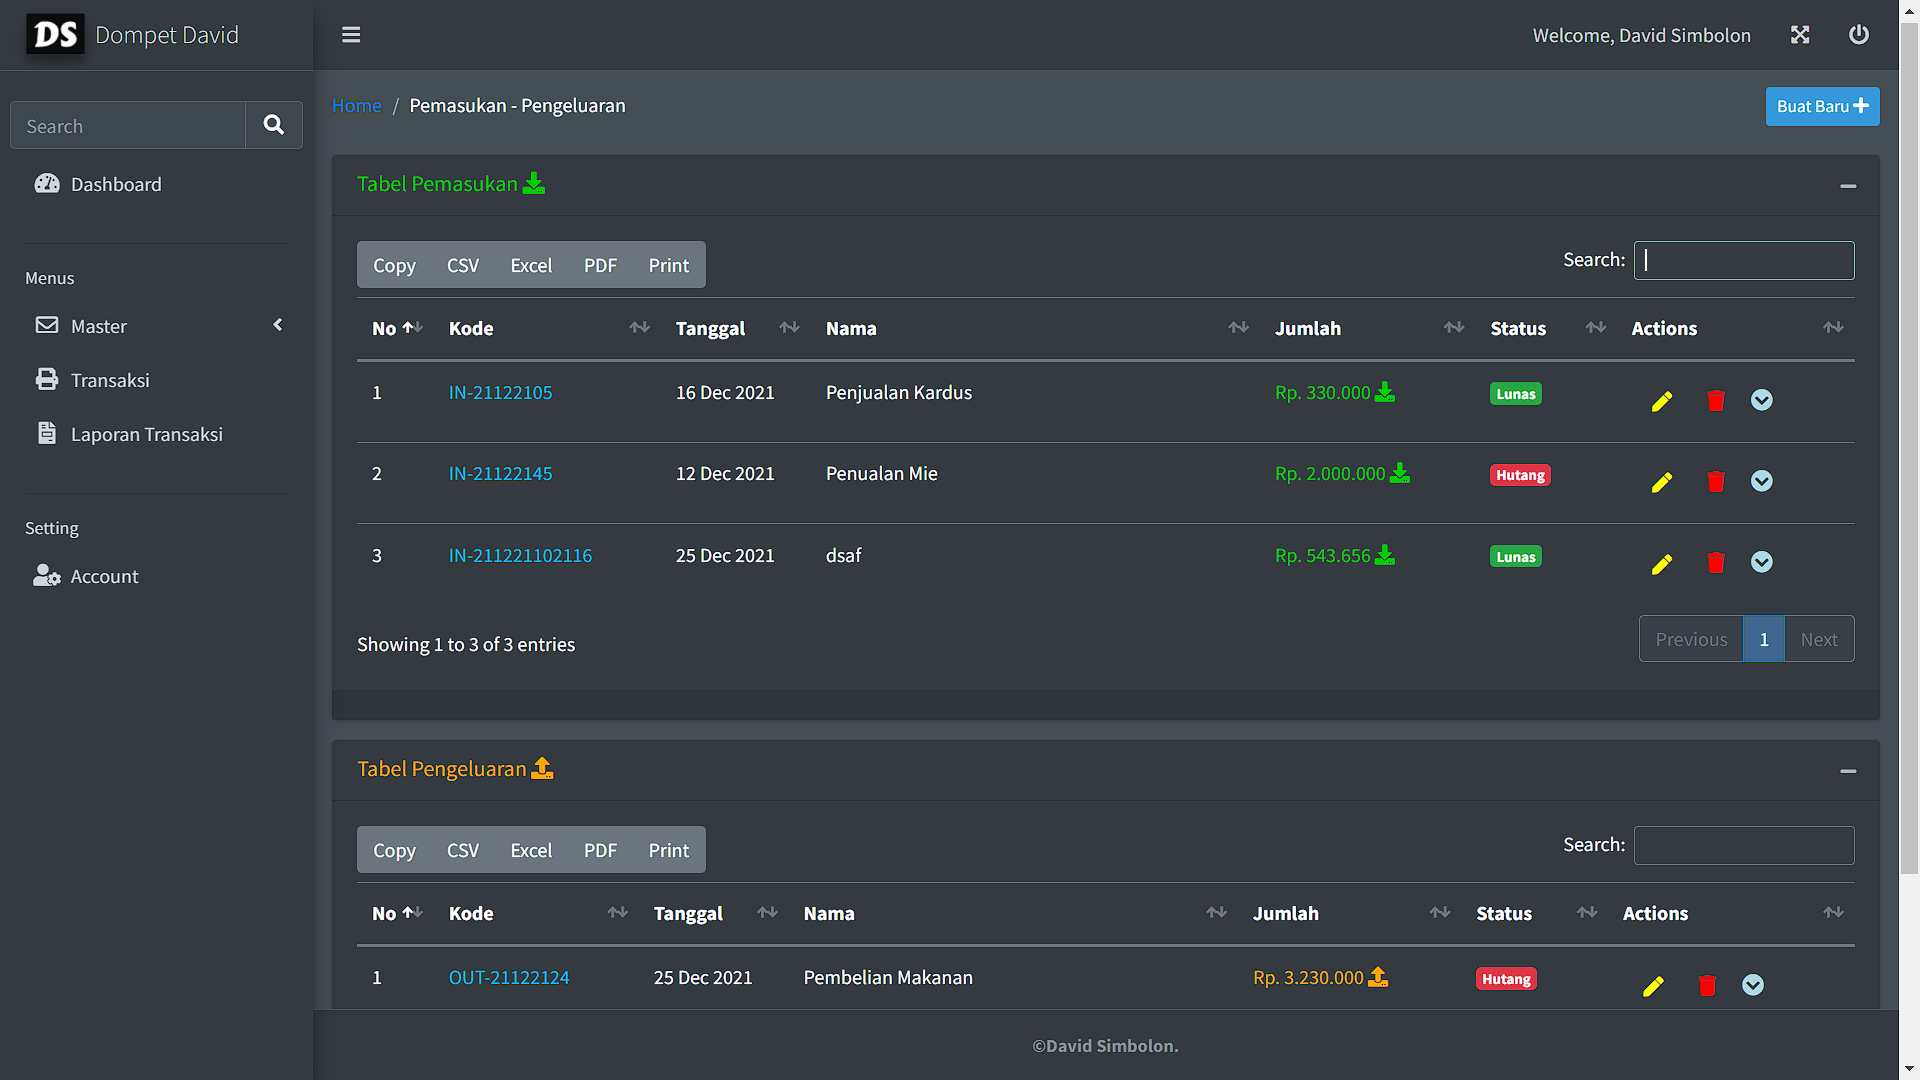 DS Dompet David
Welcome, David Simbolon
Search
Dashboard
Menus
Master
Transaksi
Laporan Transaksi
Setting
Account
Home / Pemasukan - Pengeluaran
Buat Baru
Tabel Pemasukan
Copy CSV Excel PDF Print
Search:
No Kode Tanggal Nama Jumlah Status Actions
1 IN-21122105 16 Dec 2021 Penjualan Kardus Rp. 330.000 Lunas
2 IN-21122145 12 Dec 2021 Penualan Mie Rp. 2.000.000 Hutang
3 IN-211221102116 25 Dec 2021 dsaf Rp. 543.656 Lunas
Showing 1 to 3 of 3 entries
Previous 1 Next
Tabel Pengeluaran
Copy CSV Excel PDF Print
Search:
No Kode Tanggal Nama Jumlah Status Actions
1 OUT-21122124 25 Dec 2021 Pembelian Makanan Rp. 3.230.000 Hutang
©David Simbolon.